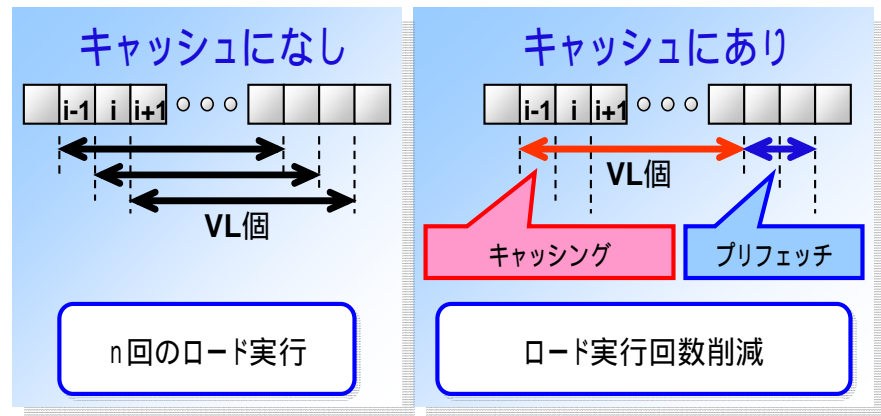 キャッシュになし
i-1 i i+1
VL個
n回のロード実行
キャッシュにあり
i-1 i i+1
VL個
キャッシング
プリフェッチ
ロード実行回数削減